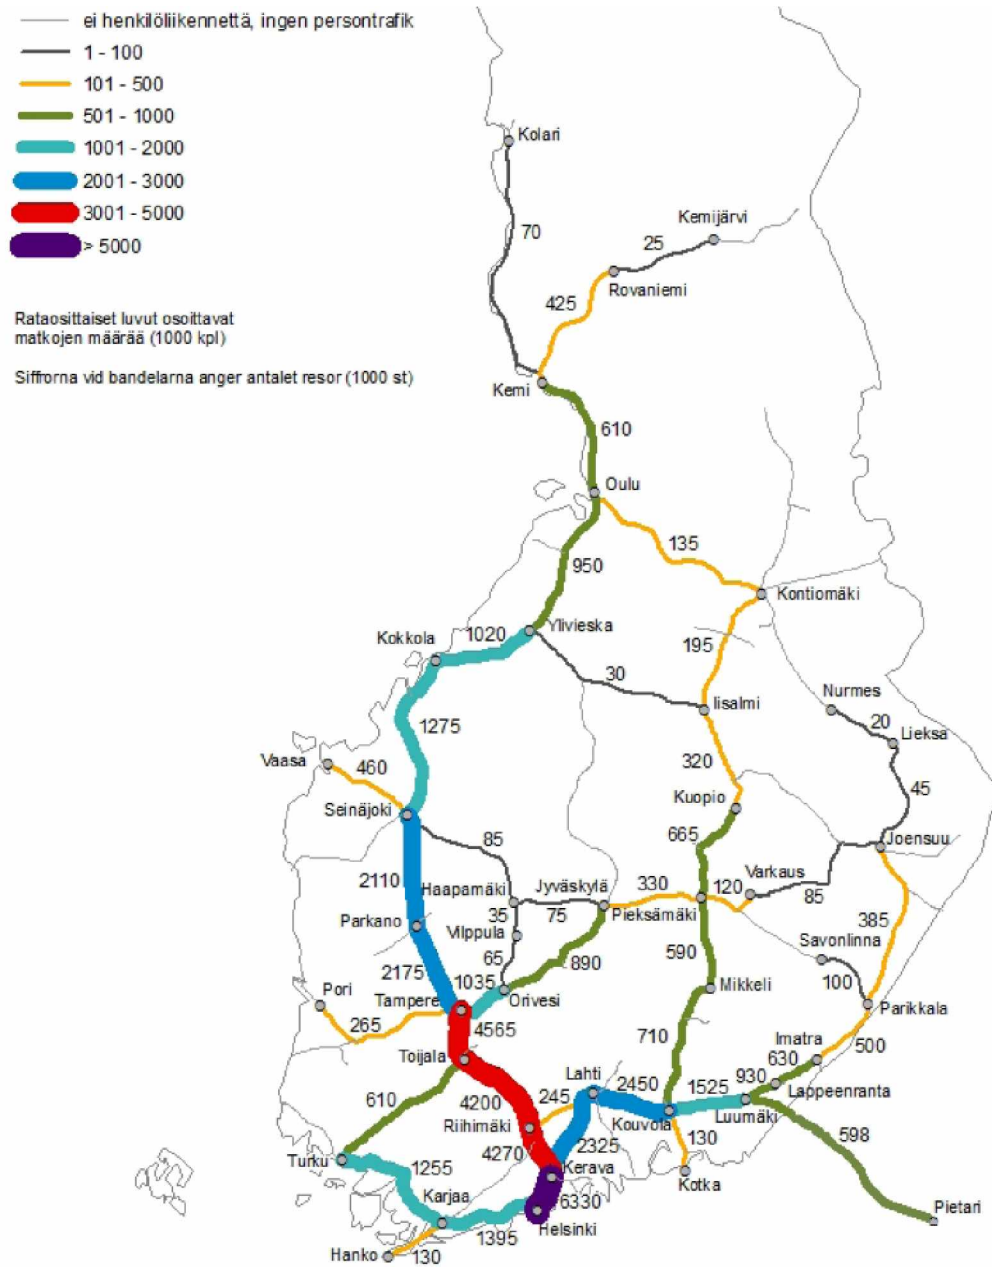 ei henkilöliikennettä, ingen persontrafik
1 - 100
101 - 500
501 - 1000
1001 - 2000
2001 - 3000
3001 - 5000
> 5000
Rataosittaiset luvut osoittavat
matkojen määrää (1000 kpl)
Siffrorna vid bandelarna anger antalet resor (1000 st)
Kolari
70
Kemijärvi
25
Rovaniemi
425
Kemi
610
Oulu
135
950
Kontiomäki
Ylivieska
1020
Kokkola
195
30
Iisalmi
Nurmes
20
Lieksa
1275
Vaasa
460
320
45
Seinäjoki
Kuopio
665
Joensuu
85
2110
Haapamäki
Jyväskylä
330
120
Varkaus
85
35
75
Pieksämäki
385
Parkano
Vilppula
Savonlinna
65
890
590
2175
1035
100
Pori
Tampere
Orivesi
Mikkeli
Parikkala
265
4565
Imatra
500
Toijala
710
630
Lahti
2450
1525
930
Lappeenranta
610
4200
245
Kouvola
Luumäki
Riihimäki
2325
130
598
4270
Turku
1255
Kerava
Kotka
6330
Karjaa
Pietari
1395
Helsinki
Hanko
130